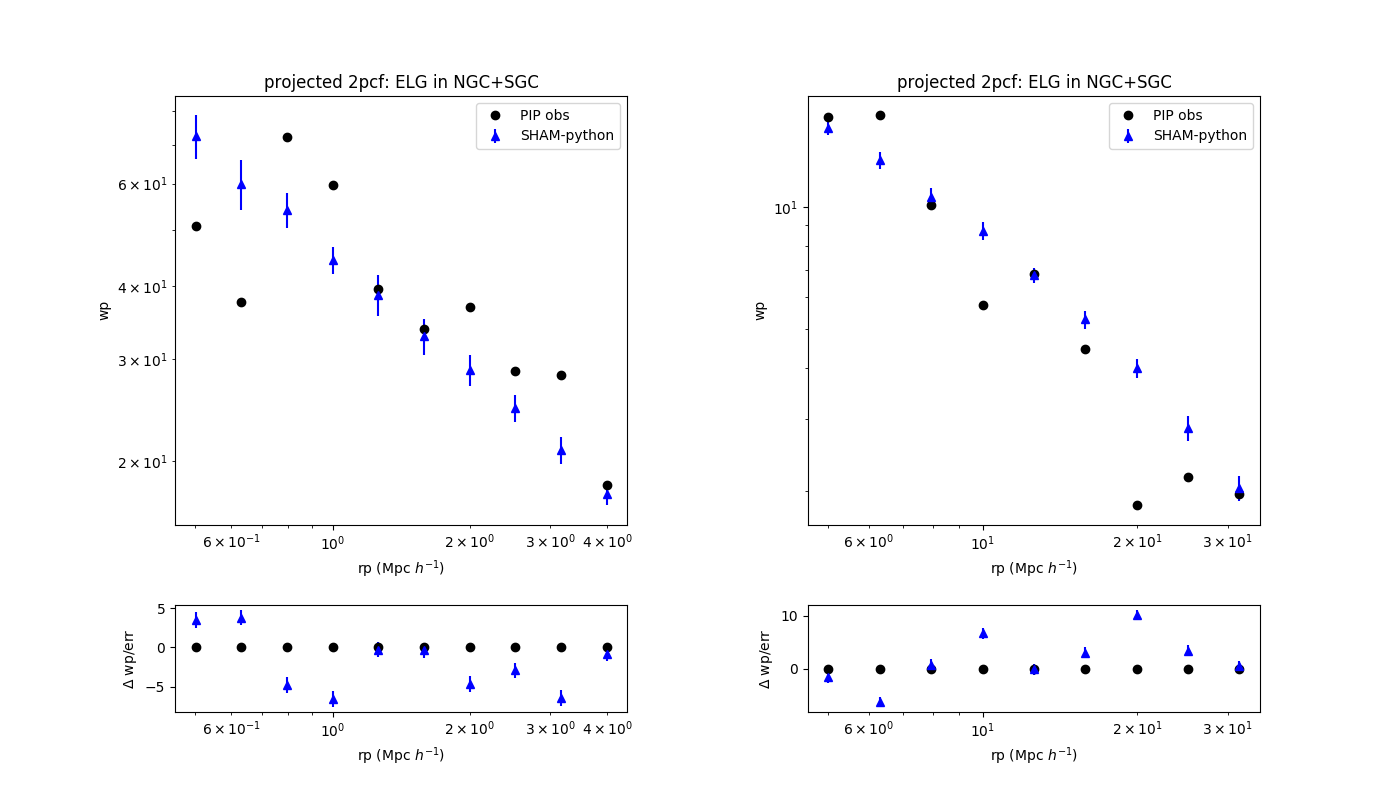 projected 2pcf: ELG in NGC+SGC
PIP obs
SHAM-python
6×10¹
4×10¹
3×10¹
2×10¹
wp
6×10⁻¹
10⁰
2×10⁰
3×10⁰
4×10⁰
rp (Mpc h⁻¹)
5
0
−5
Δ wp/err
6×10⁻¹
10⁰
2×10⁰
3×10⁰
4×10⁰
rp (Mpc h⁻¹)
projected 2pcf: ELG in NGC+SGC
PIP obs
SHAM-python
10¹
wp
6×10⁰
10¹
2×10¹
3×10¹
rp (Mpc h⁻¹)
10
0
Δ wp/err
6×10⁰
10¹
2×10¹
3×10¹
rp (Mpc h⁻¹)